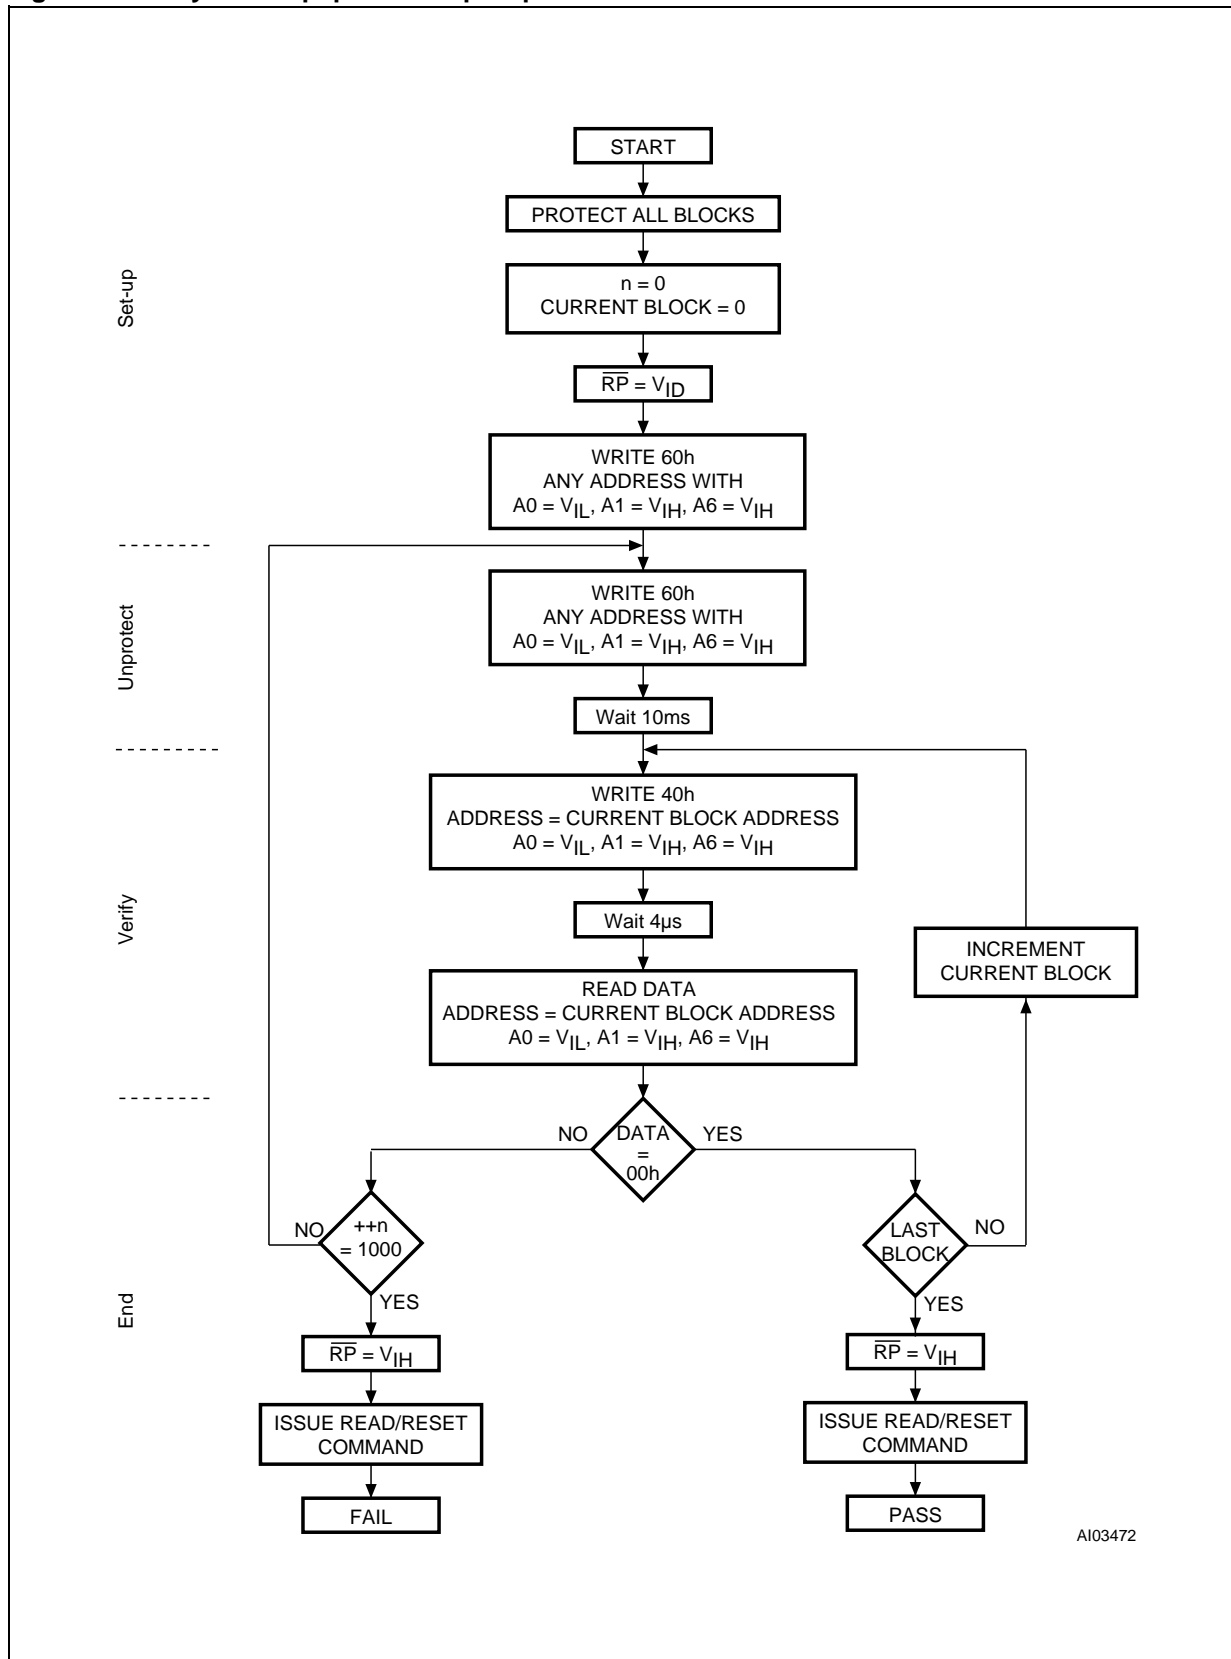 START
PROTECT ALL BLOCKS
n = 0
CURRENT BLOCK = 0
RP = VID
WRITE 60h
ANY ADDRESS WITH
A0 = VIL, A1 = VIH, A6 = VIH
Set-up
WRITE 60h
ANY ADDRESS WITH
A0 = VIL, A1 = VIH, A6 = VIH
Wait 10ms
Unprotect
WRITE 40h
ADDRESS = CURRENT BLOCK ADDRESS
A0 = VIL, A1 = VIH, A6 = VIH
Wait 4µs
READ DATA
ADDRESS = CURRENT BLOCK ADDRESS
A0 = VIL, A1 = VIH, A6 = VIH
Verify
INCREMENT
CURRENT BLOCK
NO
DATA
=
00h
YES
NO
++n
= 1000
YES
LAST
BLOCK
NO
YES
End
RP = VIH
ISSUE READ/RESET
COMMAND
FAIL
RP = VIH
ISSUE READ/RESET
COMMAND
PASS
AI03472